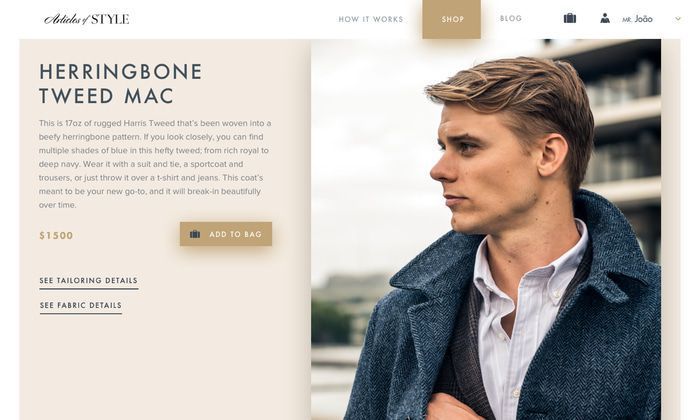 Articles of STYLE
HOW IT WORKS
SHOP
BLOG
MR. João
HERRINGBONE
TWEED MAC
This is 17oz of rugged Harris Tweed that's been woven into a
beefy herringbone pattern. If you look closely, you can find
multiple shades of blue in this hefty tweed; from rich royal to
deep navy. Wear it with a suit and tie, a sportcoat and
trousers, or just throw it over a t-shirt and jeans. This coat's
meant to be your new go-to, and it will break-in beautifully
over time.
$1500
ADD TO BAG
SEE TAILORING DETAILS
SEE FABRIC DETAILS